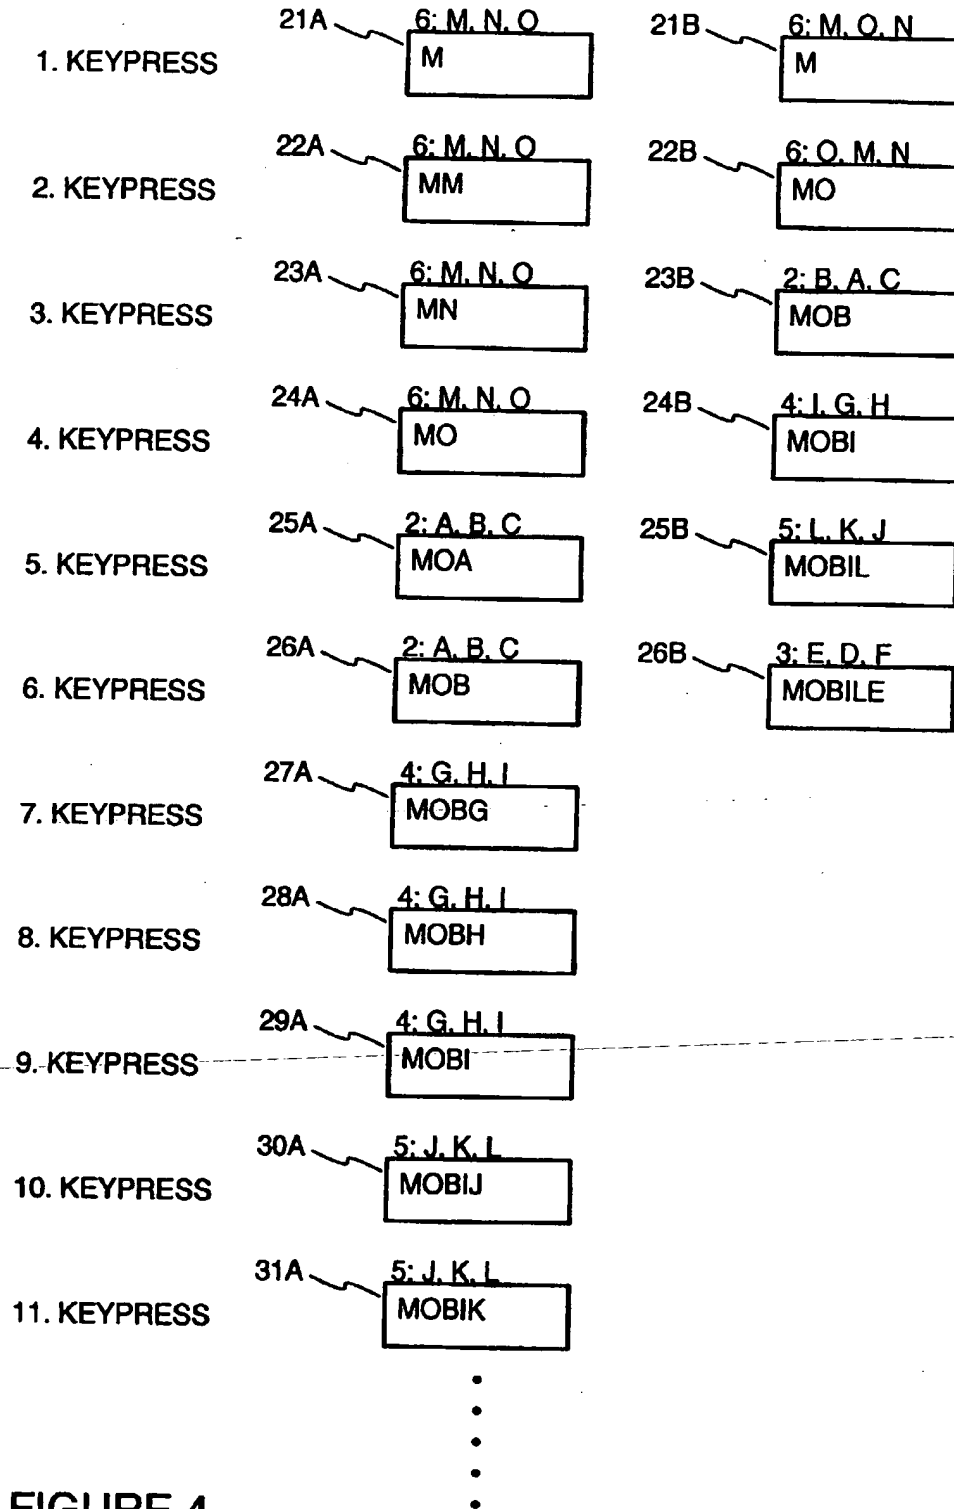 21A 6: M, N, O 21B 6: M, O, N
1. KEYPRESS M M
22A 6: M, N, O 22B 6: O, M, N
2. KEYPRESS MM MO
23A 6: M, N, O 23B 2: B, A, C
3. KEYPRESS MN MOB
24A 6: M, N, O 24B 4: I, G, H
4. KEYPRESS MO MOBI
25A 2: A, B, C 25B 5: L, K, J
5. KEYPRESS MOA MOBIL
26A 2: A, B, C 26B 3: E, D, F
6. KEYPRESS MOB MOBILE
27A 4: G, H, I
7. KEYPRESS MOBG
28A 4: G, H, I
8. KEYPRESS MOBH
29A 4: G, H, I
9. KEYPRESS MOBI
30A 5: J, K, L
10. KEYPRESS MOBIJ
31A 5: J, K, L
11. KEYPRESS MOBIK
FIGURE 4